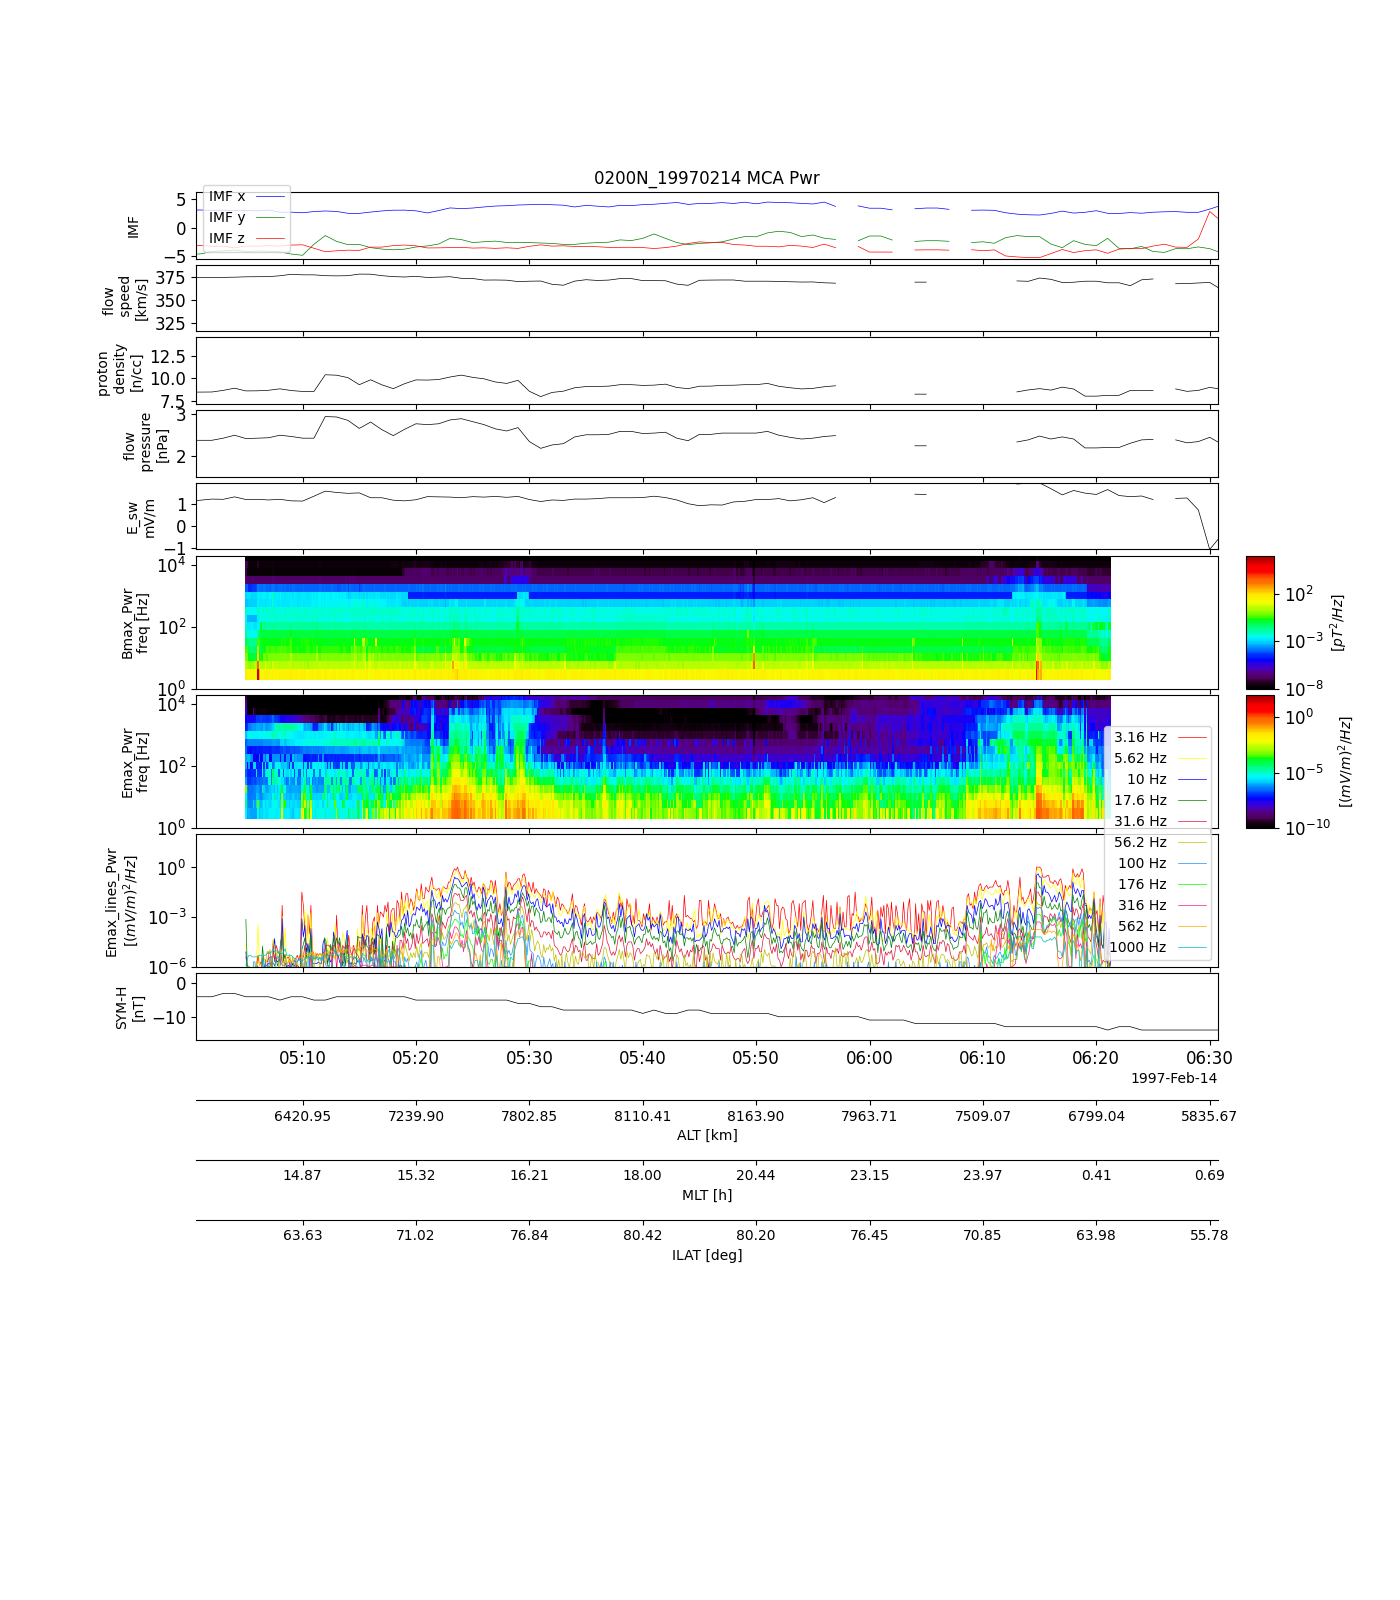 0200N_19970214 MCA Pwr
IMF
5
0
−5
IMF x
IMF y
IMF z
flow
speed
[km/s]
375
350
325
proton
density
[n/cc]
12.5
10.0
7.5
flow
pressure
[nPa]
3
2
E_sw
mV/m
1
0
−1
Bmax_Pwr
freq [Hz]
10^4
10^2
10^0
10^2
10^−3
10^−8
[pT^2/Hz]
Emax_Pwr
freq [Hz]
10^4
10^2
10^0
10^0
10^−5
10^−10
[(mV/m)^2/Hz]
3.16 Hz
5.62 Hz
10 Hz
17.6 Hz
31.6 Hz
56.2 Hz
100 Hz
176 Hz
316 Hz
562 Hz
1000 Hz
Emax_lines_Pwr
[(mV/m)^2/Hz]
10^0
10^−3
10^−6
SYM-H
[nT]
0
−10
05:10 05:20 05:30 05:40 05:50 06:00 06:10 06:20 06:30
1997-Feb-14
6420.95 7239.90 7802.85 8110.41 8163.90 7963.71 7509.07 6799.04 5835.67
ALT [km]
14.87 15.32 16.21 18.00 20.44 23.15 23.97 0.41 0.69
MLT [h]
63.63 71.02 76.84 80.42 80.20 76.45 70.85 63.98 55.78
ILAT [deg]